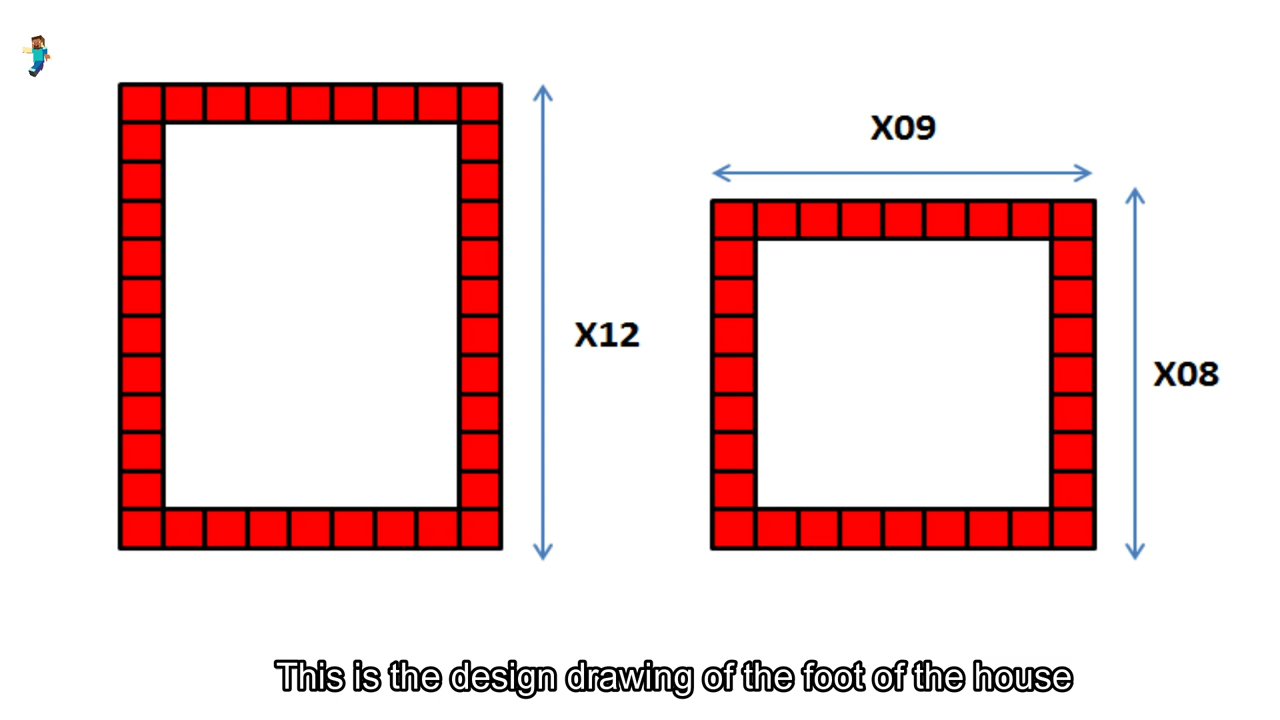 X09
X12
X08
This is the design drawing of the foot of the house